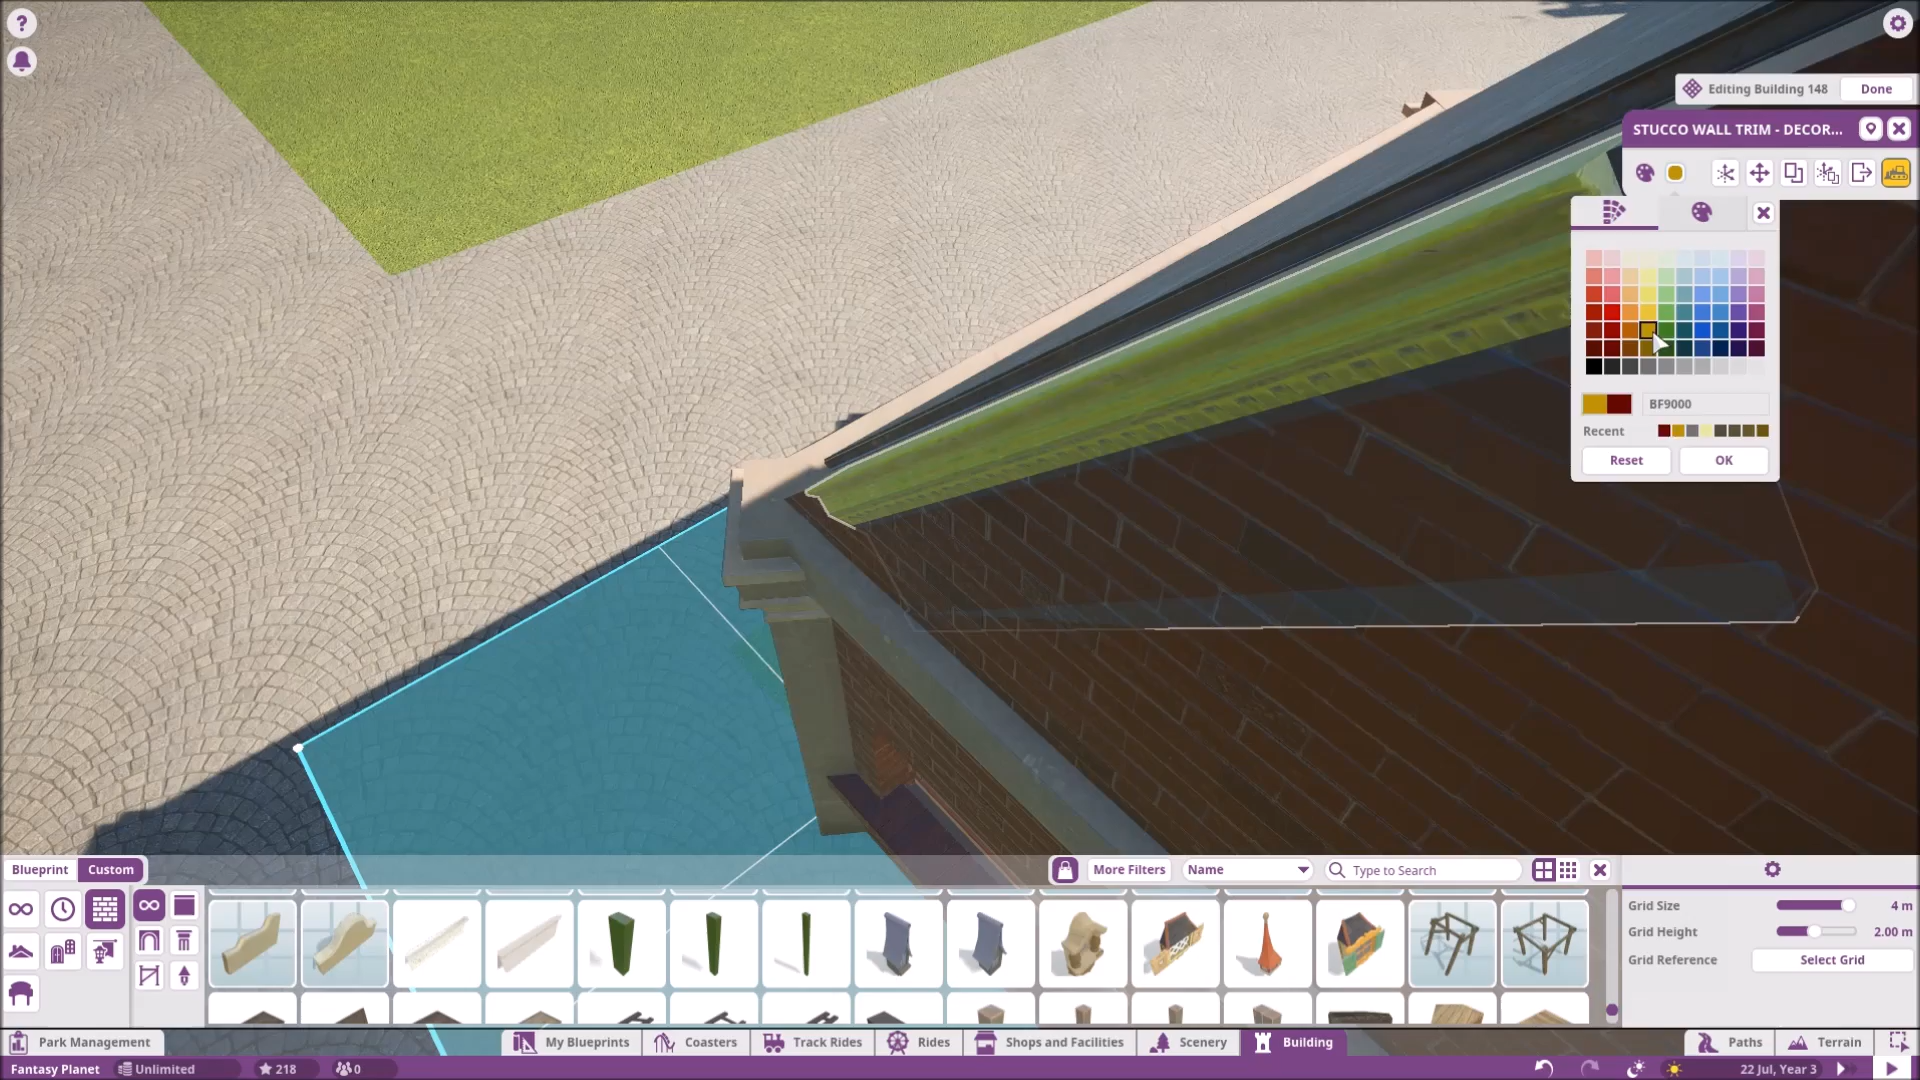 ?
Editing Building 148 Done
STUCCO WALL TRIM - DECOR...
BF9000
Recent
Reset OK
Blueprint Custom
More Filters Name Type to Search
Grid Size 4 m
Grid Height 2.00 m
Grid Reference Select Grid
Park Management My Blueprints Coasters Track Rides Rides Shops and Facilities Scenery Building Paths Terrain
Fantasy Planet Unlimited 218 0 22 Jul, Year 3